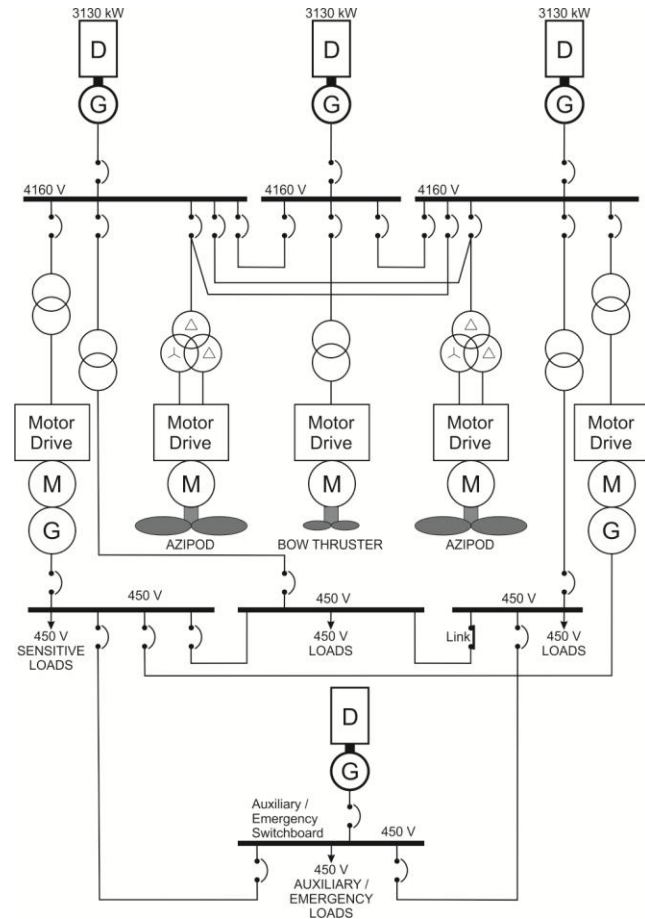 3130 kW
3130 kW
3130 kW
D
D
D
G
G
G
4160 V
4160 V
4160 V
Motor
Drive
Motor
Drive
Motor
Drive
Motor
Drive
Motor
Drive
M
M
M
M
M
G
G
AZIPOD
BOW THRUSTER
AZIPOD
450 V
450 V
450 V
450 V
SENSITIVE
LOADS
450 V
LOADS
Link
450 V
LOADS
D
G
Auxiliary /
Emergency
Switchboard
450 V
450 V
AUXILIARY /
EMERGENCY
LOADS